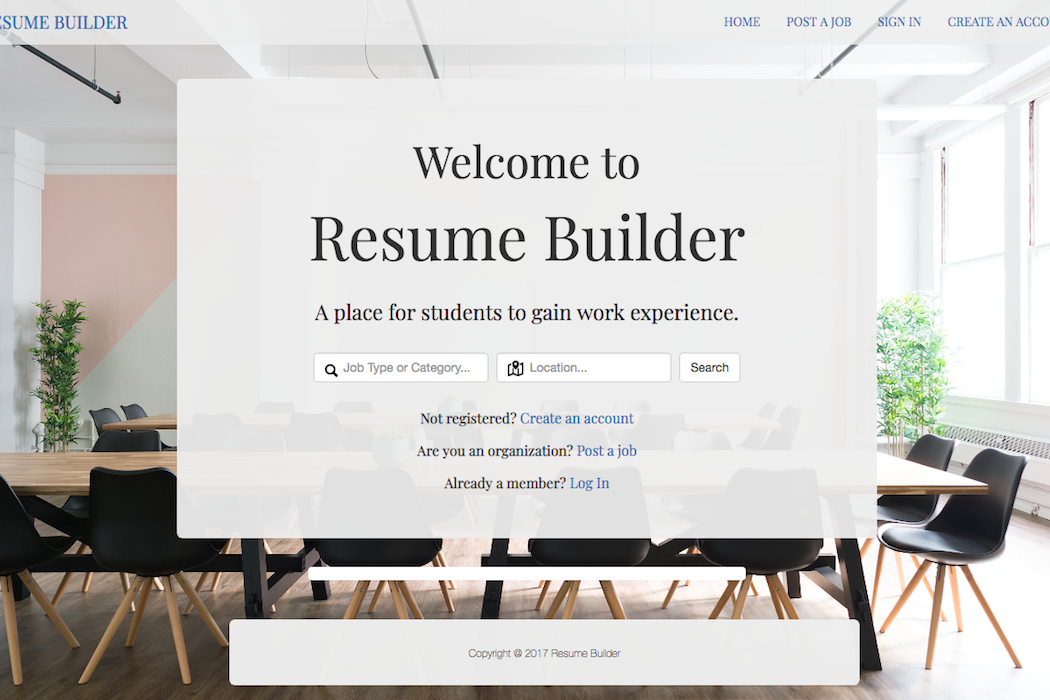 ESUME BUILDER
HOME POST A JOB SIGN IN CREATE AN ACCO
Welcome to
Resume Builder
A place for students to gain work experience.
Job Type or Category... Location... Search
Not registered? Create an account
Are you an organization? Post a job
Already a member? Log In
Copyright @ 2017 Resume Builder